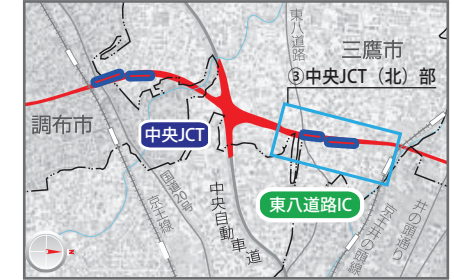 東八道路
三鷹市
③中央JCT（北）部
調布市
中央JCT
東八道路IC
国道20号
京王線
中央自動車道
井の頭通り
京王井の頭線
N